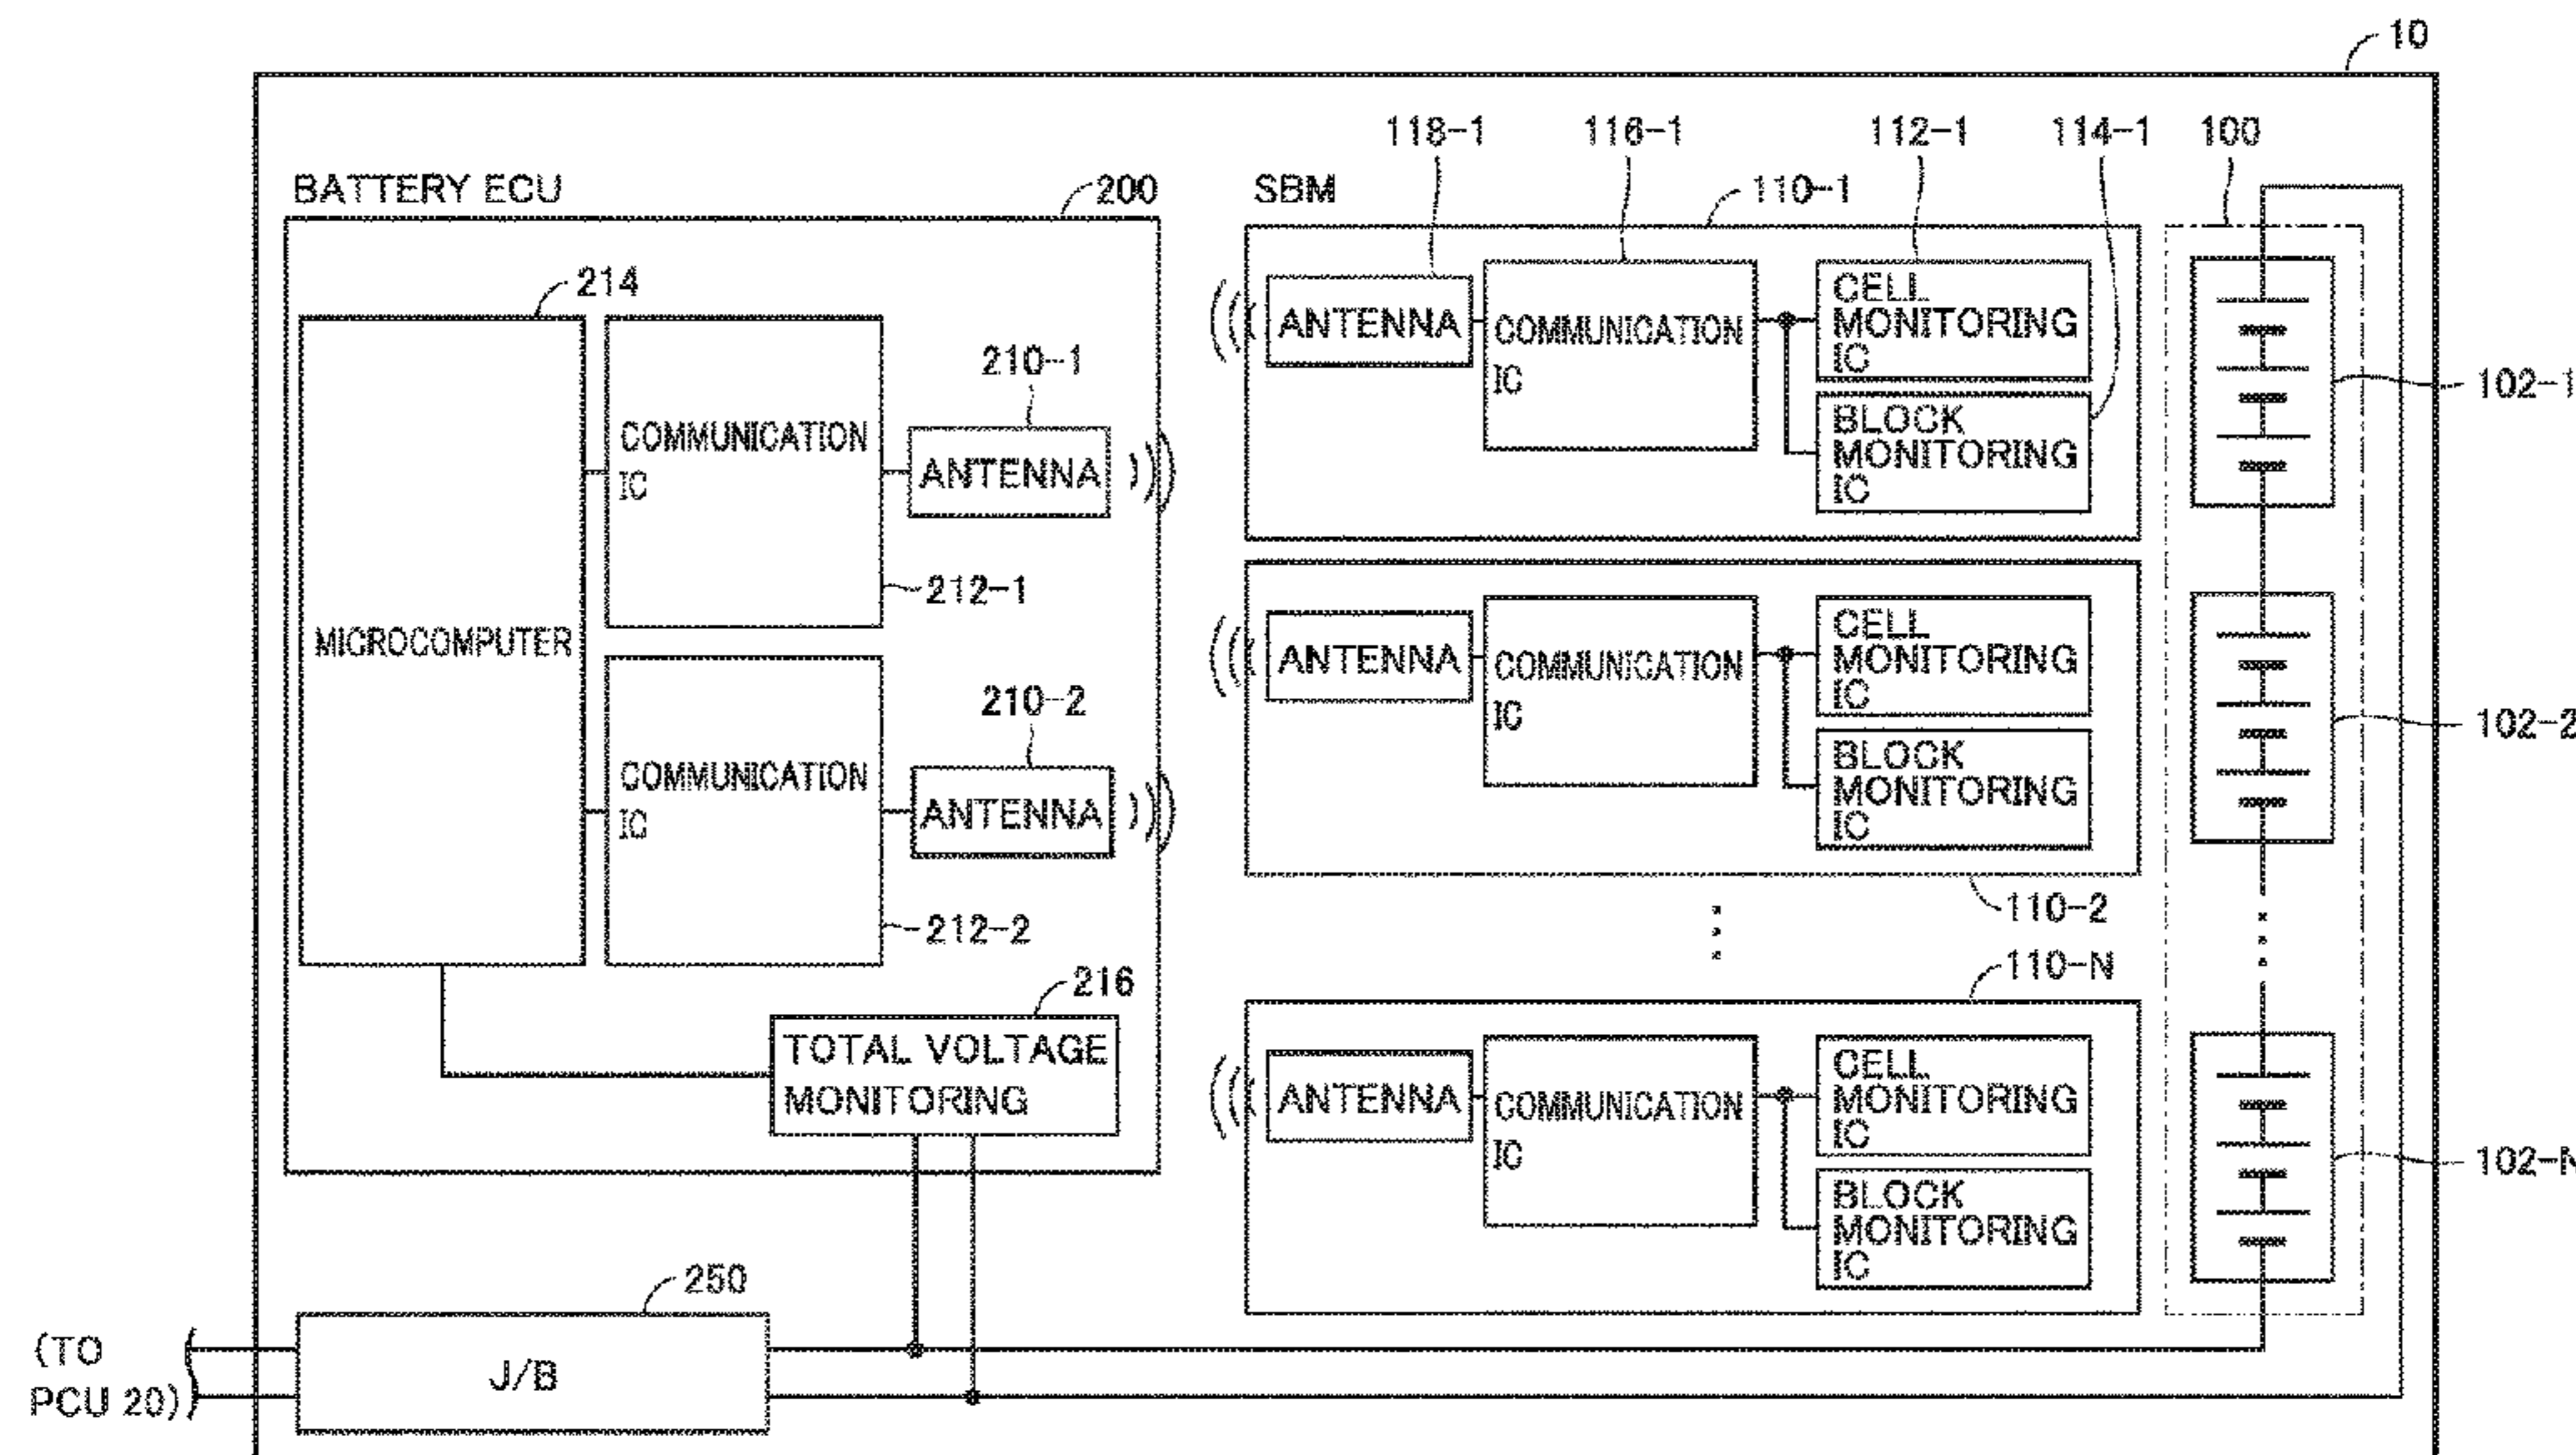 10
118-1
116-1
112-1
114-1
100
BATTERY ECU
200
SBM
110-1
214
MICROCOMPUTER
COMMUNICATION
IC
210-1
ANTENNA
212-1
COMMUNICATION
IC
210-2
ANTENNA
212-2
216
TOTAL VOLTAGE
MONITORING
ANTENNA
COMMUNICATION
IC
CELL
MONITORING
IC
BLOCK
MONITORING
IC
102-1
ANTENNA
COMMUNICATION
IC
CELL
MONITORING
IC
BLOCK
MONITORING
IC
102-2
110-2
110-N
ANTENNA
COMMUNICATION
IC
CELL
MONITORING
IC
BLOCK
MONITORING
IC
102-N
250
(TO
PCU 20)
J/B